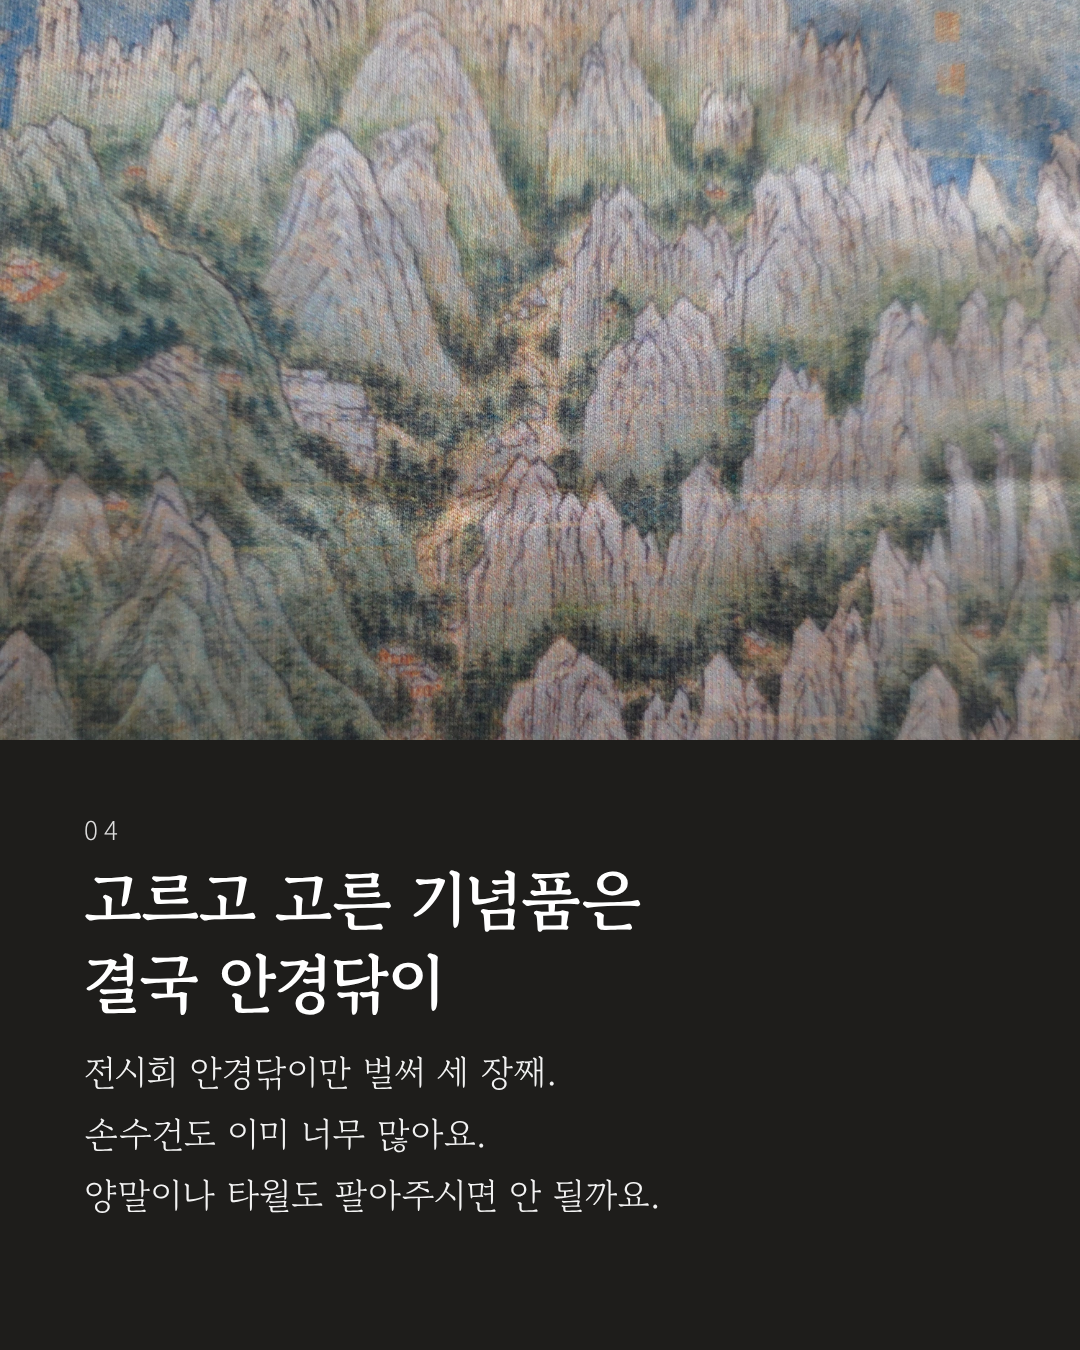 04
고르고 고른 기념품은
결국 안경닦이
전시회 안경닦이만 벌써 세 장째.
손수건도 이미 너무 많아요.
양말이나 타월도 팔아주시면 안 될까요.